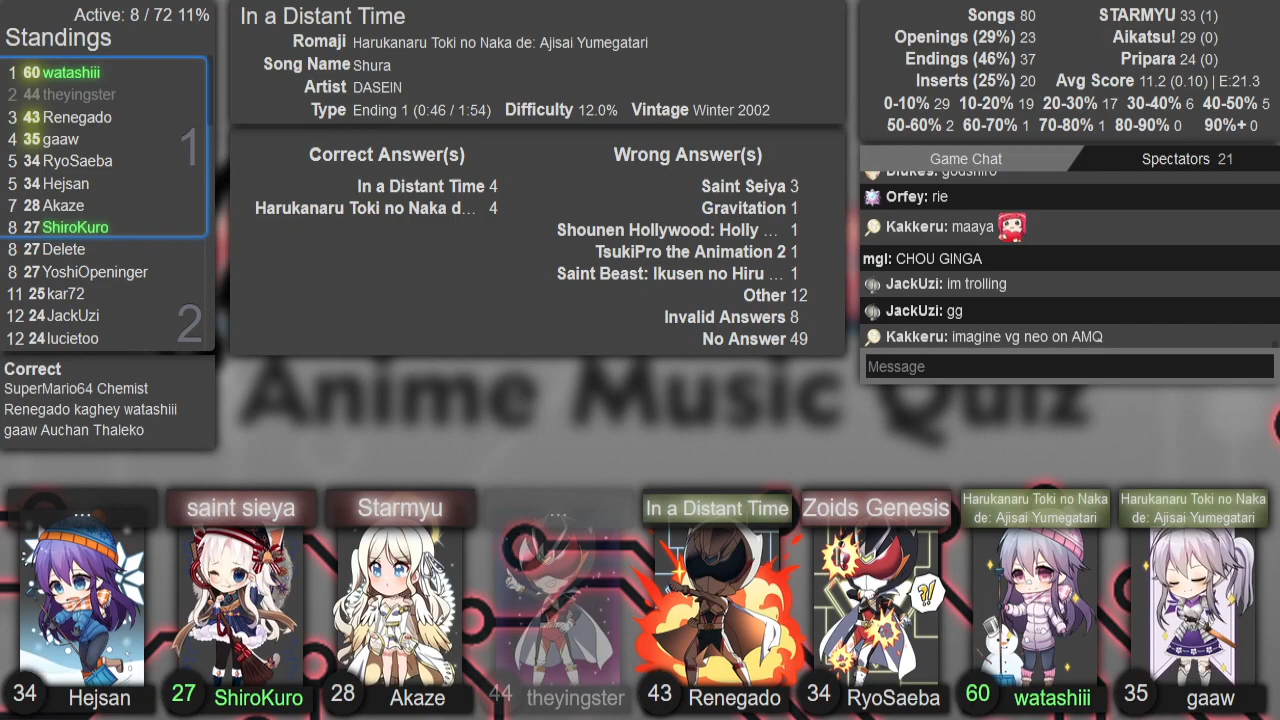 Active: 8 / 72 11%
Standings
1 60 watashiii
2 44 theyingster
3 43 Renegado
4 35 gaaw
5 34 RyoSaeba
5 34 Hejsan
7 28 Akaze
8 27 ShiroKuro
8 27 Delete
8 27 YoshiOpeninger
11 25 kar72
12 24 JackUzi
12 24 lucietoo
1
2
Correct
SuperMario64 Chemist
Renegado kaghey watashiii
gaaw Auchan Thaleko
In a Distant Time
Romaji Harukanaru Toki no Naka de: Ajisai Yumegatari
Song Name Shura
Artist DASEIN
Type Ending 1 (0:46 / 1:54) Difficulty 12.0% Vintage Winter 2002
Correct Answer(s)
In a Distant Time 4
Harukanaru Toki no Naka d... 4
Wrong Answer(s)
Saint Seiya 3
Gravitation 1
Shounen Hollywood: Holly ... 1
TsukiPro the Animation 2 1
Saint Beast: Ikusen no Hiru ... 1
Other 12
Invalid Answers 8
No Answer 49
Songs 80 STARMYU 33 (1)
Openings (29%) 23 Aikatsu! 29 (0)
Endings (46%) 37 Pripara 24 (0)
Inserts (25%) 20 Avg Score 11.2 (0.10) | E:21.3
0-10% 29 10-20% 19 20-30% 17 30-40% 6 40-50% 5
50-60% 2 60-70% 1 70-80% 1 80-90% 0 90%+ 0
Game Chat Spectators 21
godshiro
Orfey: rie
Kakkeru: maaya
mgl: CHOU GINGA
JackUzi: im trolling
JackUzi: gg
Kakkeru: imagine vg neo on AMQ
Message
Anime Music Quiz
...
saint sieya
Starmyu
...
In a Distant Time
Zoids Genesis
Harukanaru Toki no Naka
de: Ajisai Yumegatari
Harukanaru Toki no Naka
de: Ajisai Yumegatari
?!
34 Hejsan
27 ShiroKuro
28 Akaze
44 theyingster
43 Renegado
34 RyoSaeba
60 watashiii
35 gaaw